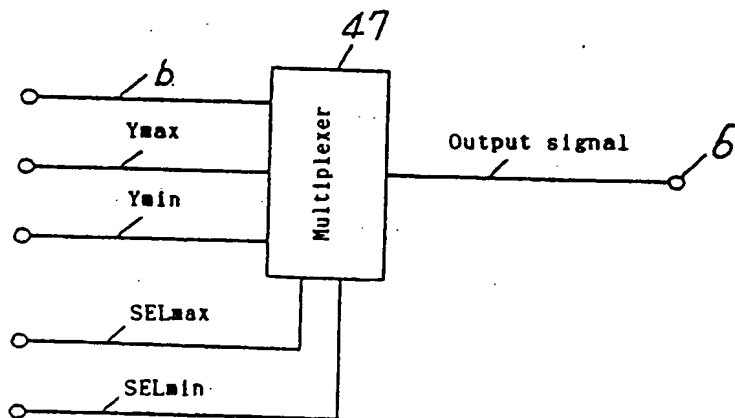 47
b.
Ymax
Output signal
6
Ymin
Multiplexer
SELmax
SELmin